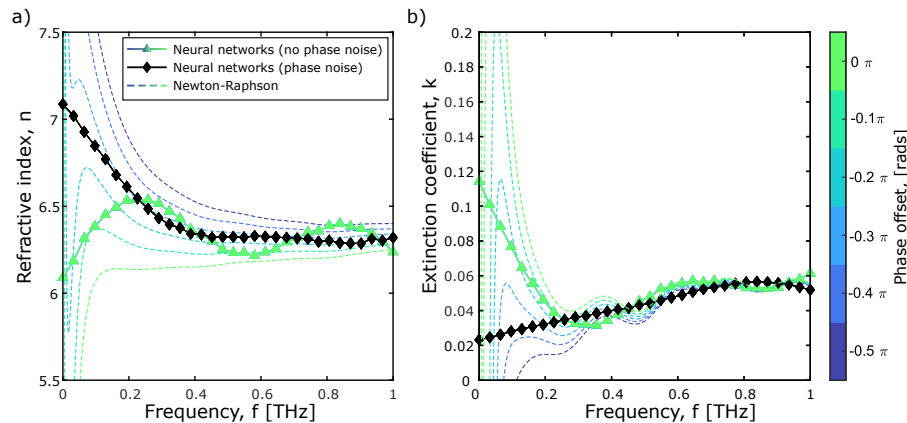 a)
b)
7.5
7
6.5
6
5.5
Refractive index, n
Neural networks (no phase noise)
Neural networks (phase noise)
Newton-Raphson
0
0.2
0.4
0.6
0.8
1
Frequency, f [THz]
0.2
0.18
0.16
0.14
0.12
0.1
0.08
0.06
0.04
0.02
0
Extinction coefficient, k
0
0.2
0.4
0.6
0.8
1
Frequency, f [THz]
0 π
-0.1π
-0.2 π
-0.3 π
-0.4 π
-0.5 π
Phase offset, [rads]